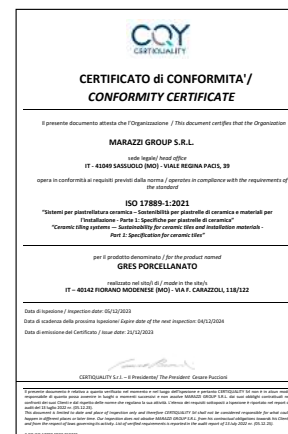 CQY
CERTIQUALITY
CERTIFICATO di CONFORMITA'/
CONFORMITY CERTIFICATE
Il presente documento attesta che l'Organizzazione / This document certifies that the Organization
MARAZZI GROUP S.R.L.
sede legale/ head office
IT - 41049 SASSUOLO (MO) - VIALE REGINA PACIS, 39
opera in conformità ai requisiti previsti dalla norma / operates in compliance with the requirements of
the standard
ISO 17889-1:2021
"Sistemi per piastrellatura ceramica – Sostenibilità per piastrelle di ceramica e materiali per
l'installazione - Parte 1: Specifiche per piastrelle di ceramica"
"Ceramic tiling systems — Sustainability for ceramic tiles and installation materials -
Part 1: Specification for ceramic tiles"
per il prodotto denominato / for the product named
GRES PORCELLANATO
realizzato nel sito/i di / made in the site/s
IT – 40142 FIORANO MODENESE (MO) - VIA F. CARAZZOLI, 118/122
Data di ispezione / Inspection date: 05/12/2023
Data di scadenza della prossima ispezione/ Expire date of the next inspection: 04/12/2024
Data di emissione del Certificato / Issue date: 21/12/2023
CERTIQUALITY S.r.l. – Il Presidente/ The President Cesare Puccioni